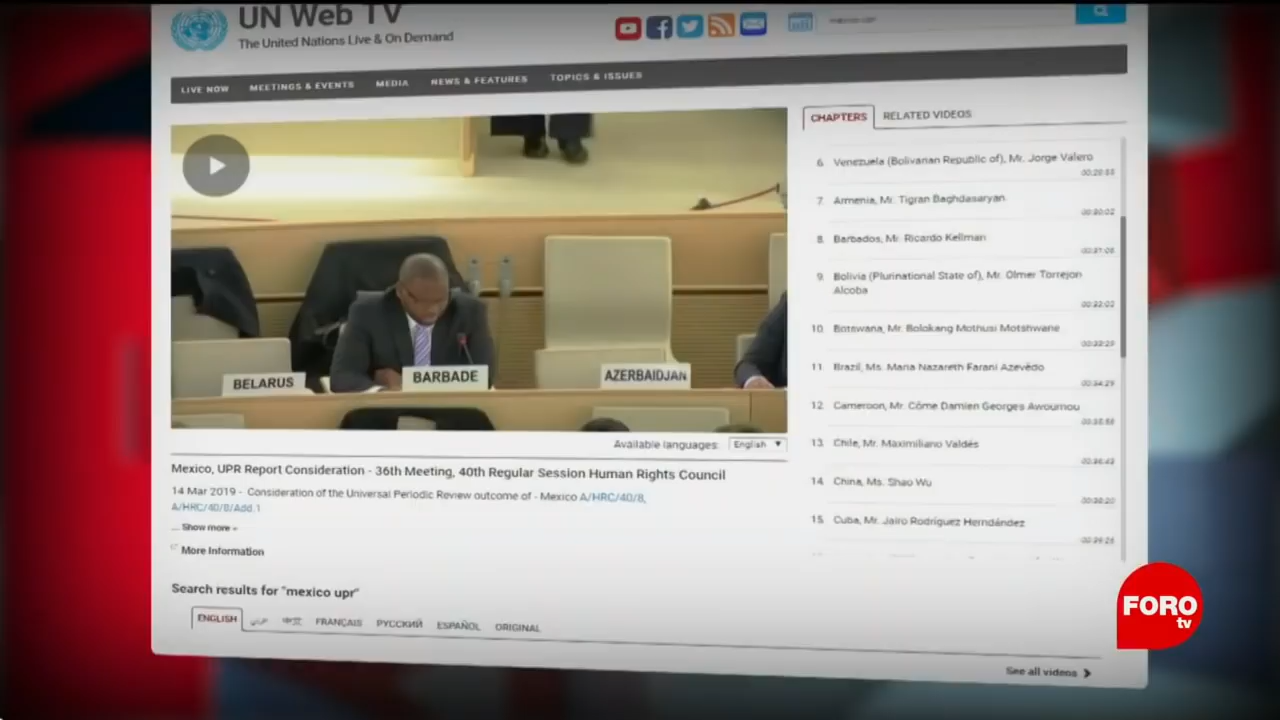 UN Web TV
The United Nations Live & On Demand
mexico upr
LIVE NOW MEETINGS & EVENTS MEDIA NEWS & FEATURES TOPICS & ISSUES
BELARUS
BARBADE
AZERBAIDJAN
Available languages: English
Mexico, UPR Report Consideration - 36th Meeting, 40th Regular Session Human Rights Council
14 Mar 2019 - Consideration of the Universal Periodic Review outcome of - Mexico A/HRC/40/8,
A/HRC/40/8/Add.1
... Show more
More Information
CHAPTERS RELATED VIDEOS
6. Venezuela (Bolivarian Republic of), Mr. Jorge Valero
7. Armenia, Mr. Tigran Baghdasaryan
8. Barbados, Mr. Ricardo Kellman
9. Bolivia (Plurinational State of), Mr. Olmer Torrejon
Alcoba
10. Botswana, Mr. Bolokang Mothusi Motshwane
11. Brazil, Ms. Maria Nazareth Farani Azevêdo
12. Cameroon, Mr. Côme Damien Georges Awoumou
13. Chile, Mr. Maximiliano Valdés
14. China, Ms. Shao Wu
15. Cuba, Mr. Jairo Rodríguez Hernández
Search results for "mexico upr"
ENGLISH عربي 中文 FRANÇAIS РУССКИЙ ESPAÑOL ORIGINAL
See all videos
FORO
tv